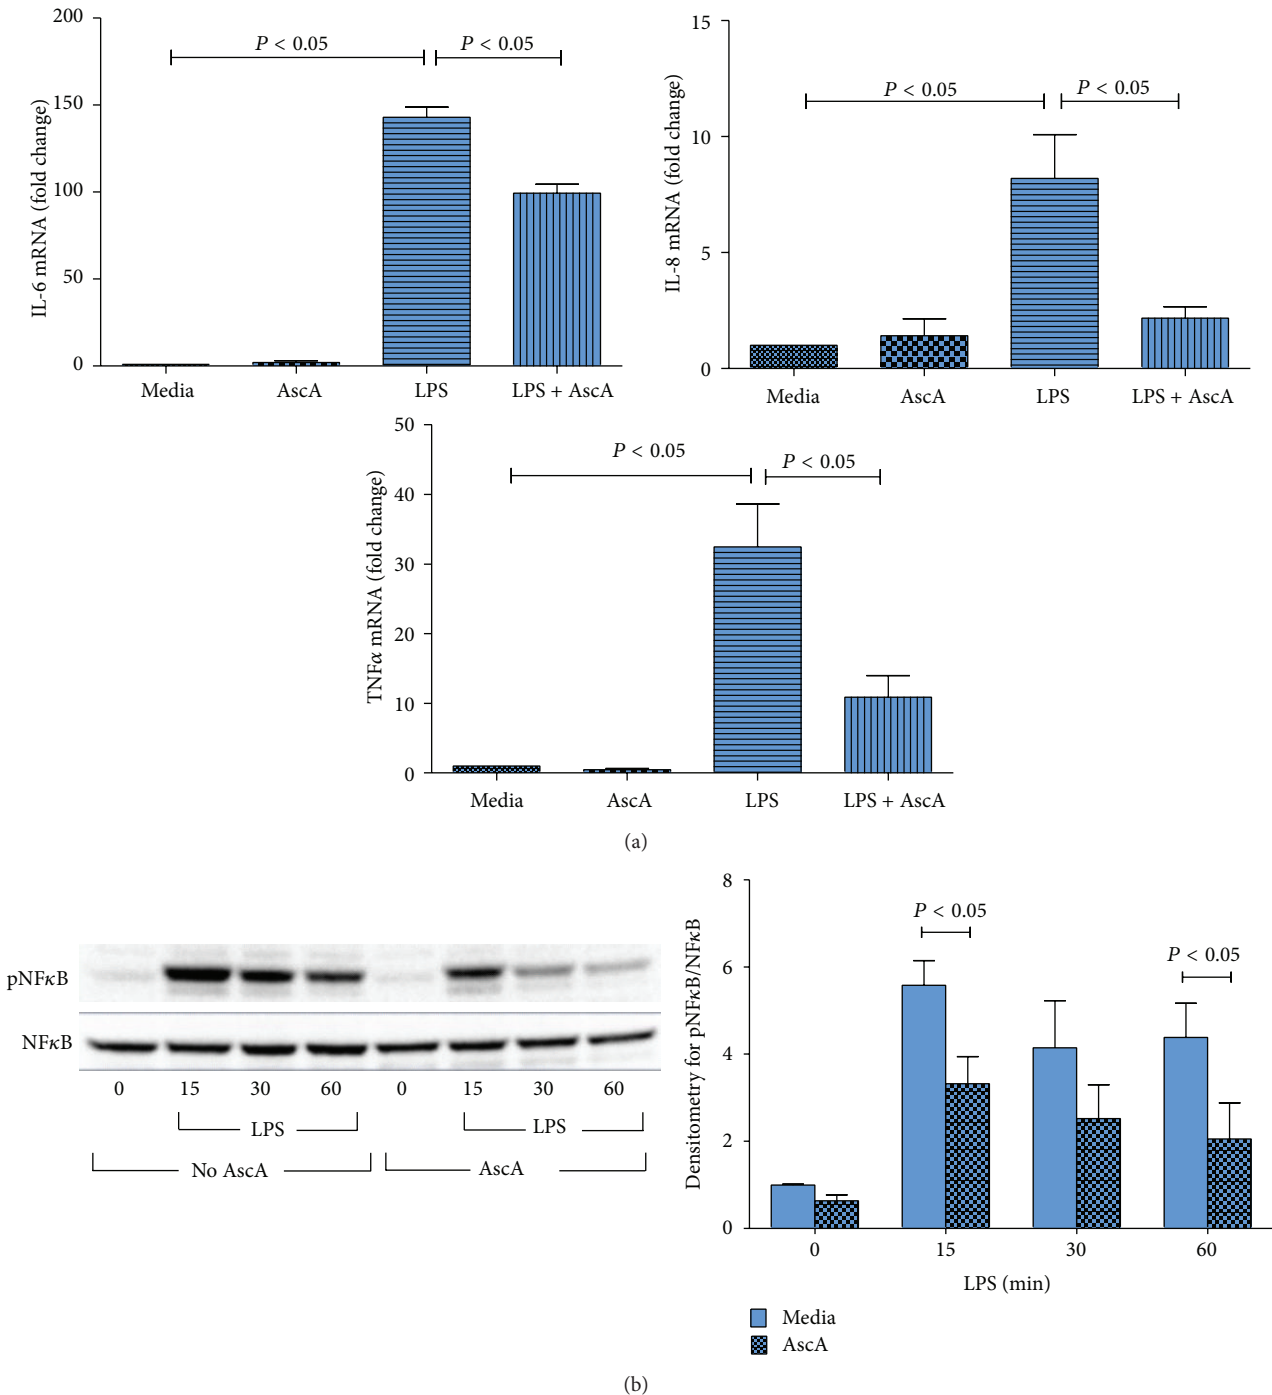 200
150
100
50
0
IL-6 mRNA (fold change)
P < 0.05
P < 0.05
Media AscA LPS LPS + AscA
15
10
5
0
IL-8 mRNA (fold change)
P < 0.05
P < 0.05
Media AscA LPS LPS + AscA
50
40
30
20
10
0
TNFα mRNA (fold change)
P < 0.05
P < 0.05
Media AscA LPS LPS + AscA
(a)
pNFκB
NFκB
0 15 30 60 0 15 30 60
LPS LPS
No AscA AscA
8
6
4
2
0
Densitometry for pNFκB/NFκB
P < 0.05
P < 0.05
0 15 30 60
LPS (min)
Media
AscA
(b)